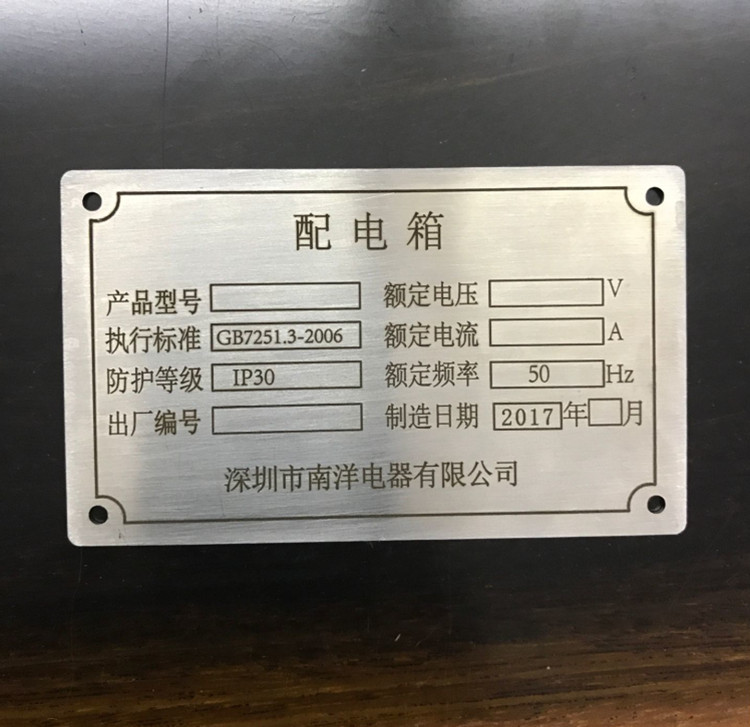 配电箱
产品型号 额定电压 V
执行标准 GB7251.3-2006 额定电流 A
防护等级 IP30 额定频率 50 Hz
出厂编号 制造日期 2017 年 月
深圳市南洋电器有限公司